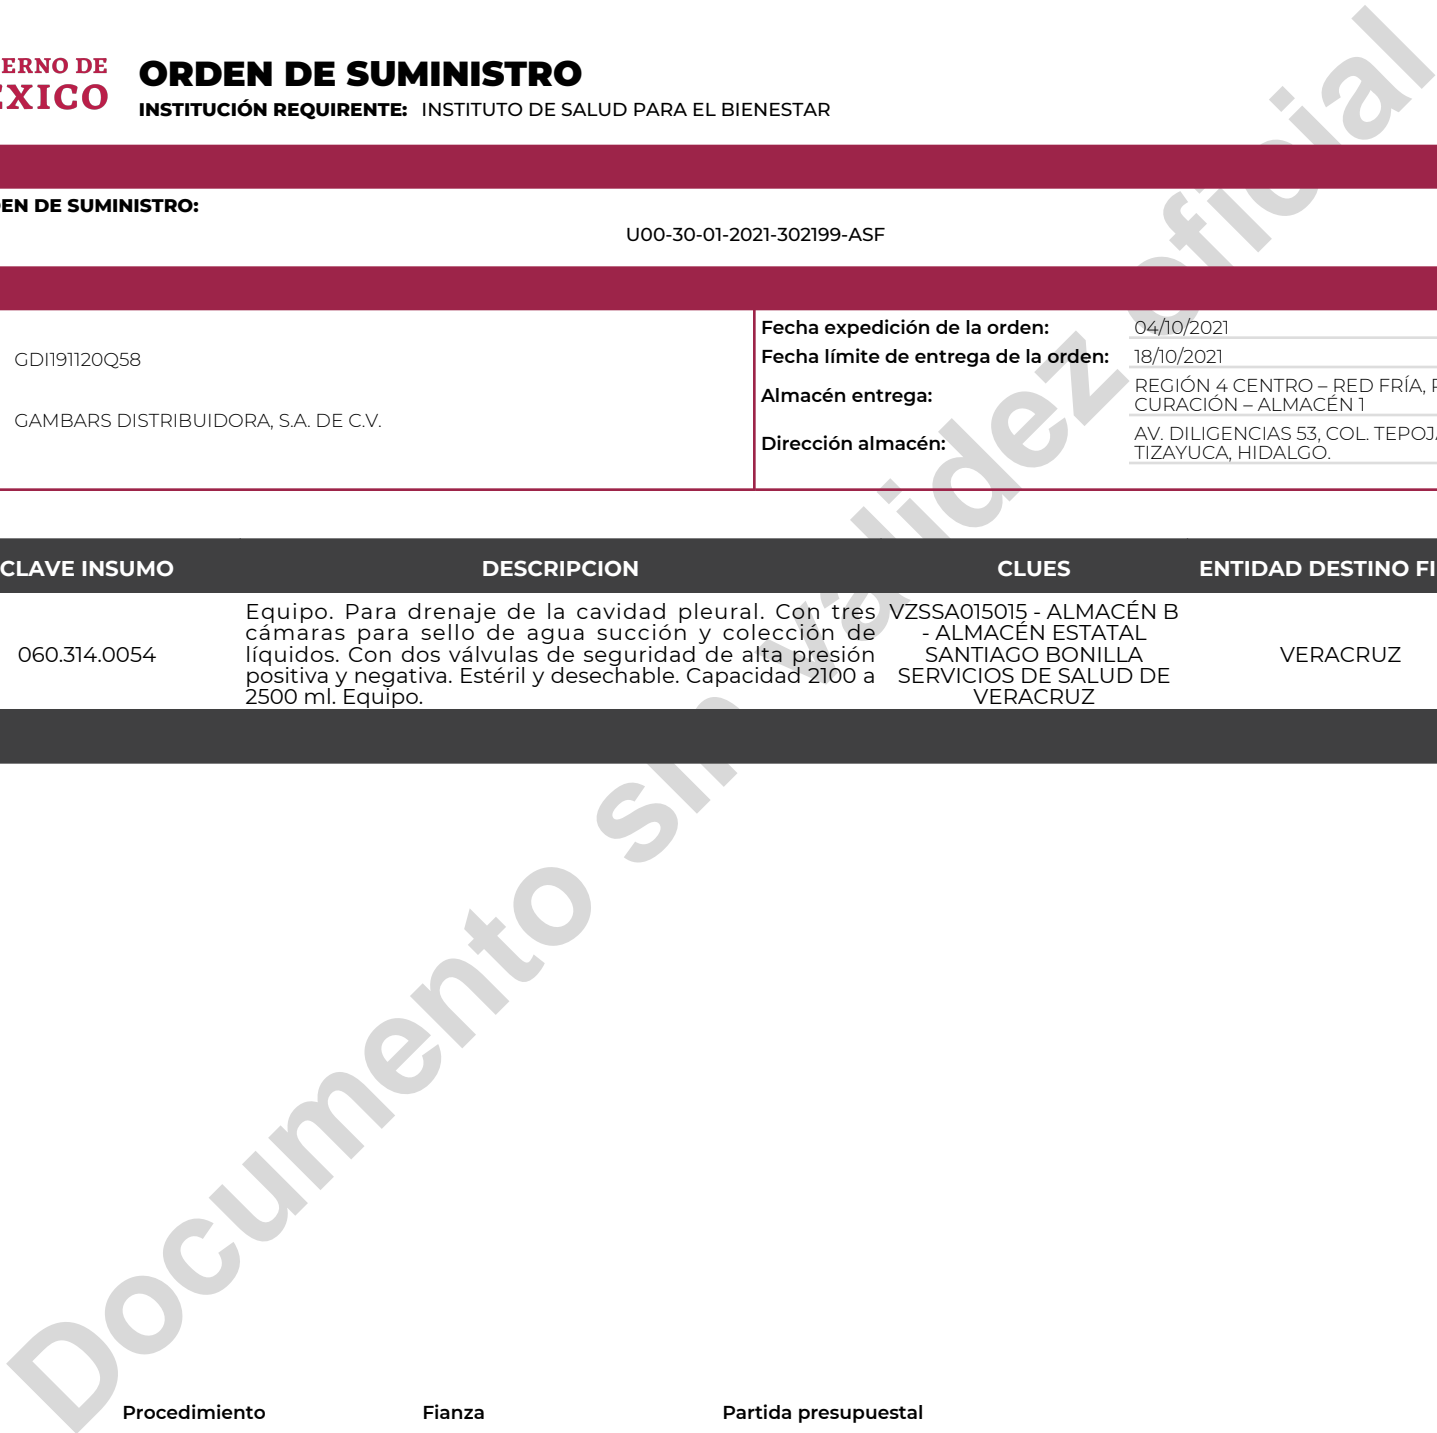 ERNO DE
EXICO
ORDEN DE SUMINISTRO
INSTITUCIÓN REQUIRENTE: INSTITUTO DE SALUD PARA EL BIENESTAR
EN DE SUMINISTRO:
U00-30-01-2021-302199-ASF
GDI191120Q58
GAMBARS DISTRIBUIDORA, S.A. DE C.V.
Fecha expedición de la orden: 04/10/2021
Fecha límite de entrega de la orden: 18/10/2021
Almacén entrega:
REGIÓN 4 CENTRO – RED FRÍA,
CURACIÓN – ALMACÉN 1
Dirección almacén:
AV. DILIGENCIAS 53, COL. TEPOJA
TIZAYUCA, HIDALGO.
CLAVE INSUMO DESCRIPCION CLUES ENTIDAD DESTINO FI
060.314.0054
Equipo. Para drenaje de la cavidad pleural. Con tres
cámaras para sello de agua succión y colección de
líquidos. Con dos válvulas de seguridad de alta presión
positiva y negativa. Estéril y desechable. Capacidad 2100 a
2500 ml. Equipo.
VZSSA015015 - ALMACÉN B
- ALMACÉN ESTATAL
SANTIAGO BONILLA
SERVICIOS DE SALUD DE
VERACRUZ
VERACRUZ
Documento sin validez oficial
Procedimiento Fianza Partida presupuestal